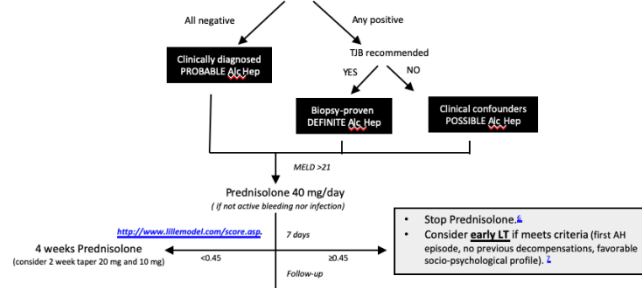 All negative
Any positive
TJB recommended
Clinically diagnosed
PROBABLE Alc Hep
YES
NO
Biopsy-proven
DEFINITE Alc Hep
Clinical confounders
POSSIBLE Alc Hep
MELD >21
Prednisolone 40 mg/day
( if not active bleeding nor infection)
http://www.lillemodel.com/score.asp.
7 days
4 weeks Prednisolone
(consider 2 week taper 20 mg and 10 mg)
<0.45
≥0.45
Follow-up
• Stop Prednisolone.6
• Consider early LT if meets criteria (first AH
episode, no previous decompensations, favorable
socio-psychological profile). 7